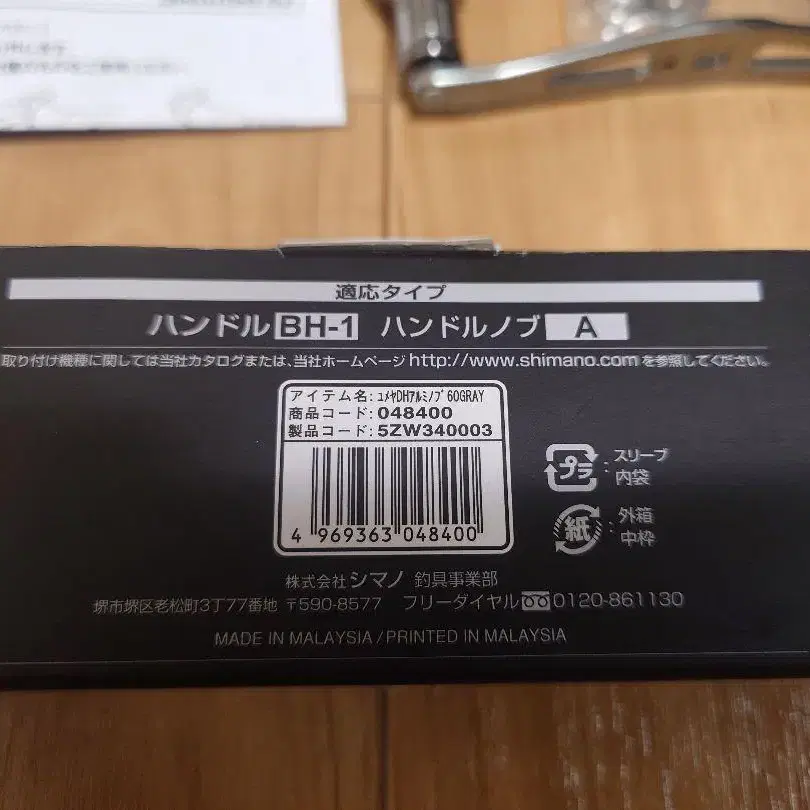 適応タイプ
ハンドル BH-1 ハンドルノブ A
取り付け機種に関しては当社カタログまたは、当社ホームページhttp://www.shimano.comを参照してください。
アイテム名:ユメヤDHアルミノブ60GRAY
商品コード:048400
製品コード:5ZW340003
4 969363 048400
プラ : スリーブ
内袋
紙 : 外箱
中枠
株式会社シマノ 釣具事業部
堺市堺区老松町3丁77番地 〒590-8577 フリーダイヤル 0120-861130
MADE IN MALAYSIA/PRINTED IN MALAYSIA